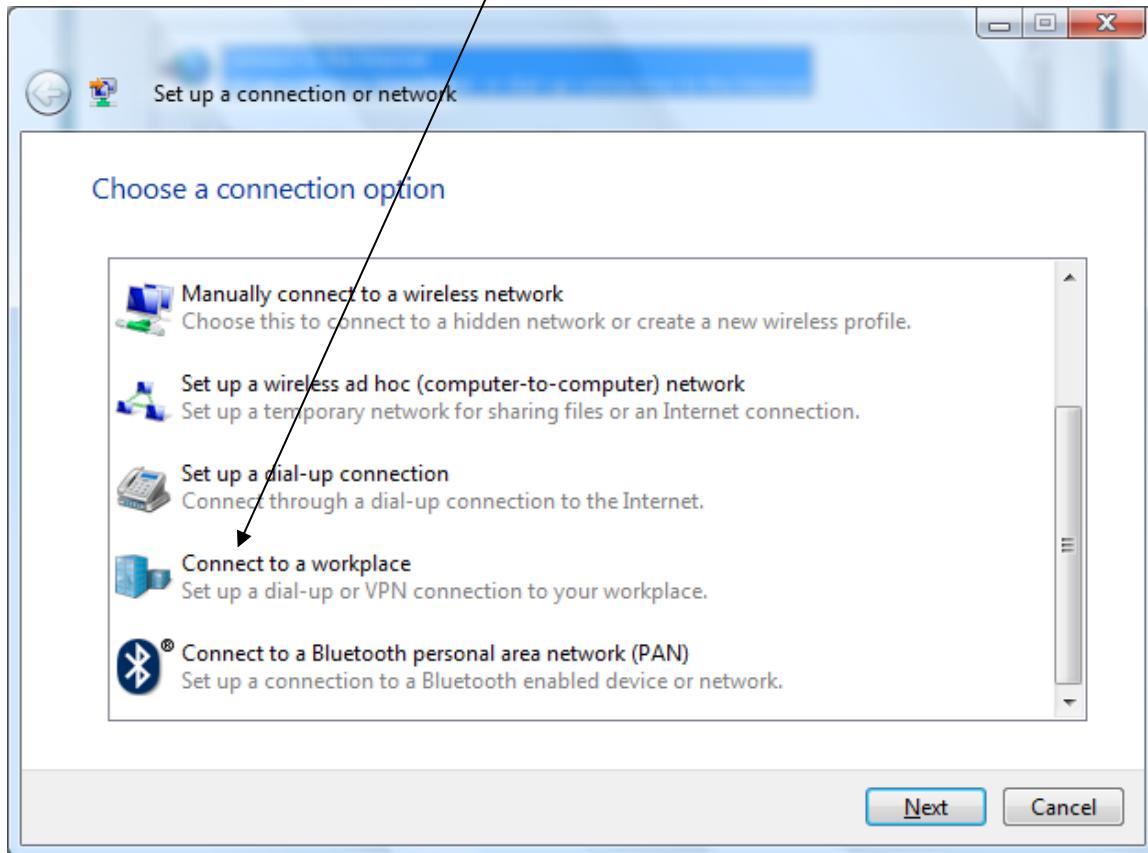 Set up a connection or network
Choose a connection option
Manually connect to a wireless network
Choose this to connect to a hidden network or create a new wireless profile.
Set up a wireless ad hoc (computer-to-computer) network
Set up a temporary network for sharing files or an Internet connection.
Set up a dial-up connection
Connect through a dial-up connection to the Internet.
Connect to a workplace
Set up a dial-up or VPN connection to your workplace.
®
Connect to a Bluetooth personal area network (PAN)
Set up a connection to a Bluetooth enabled device or network.
Next Cancel